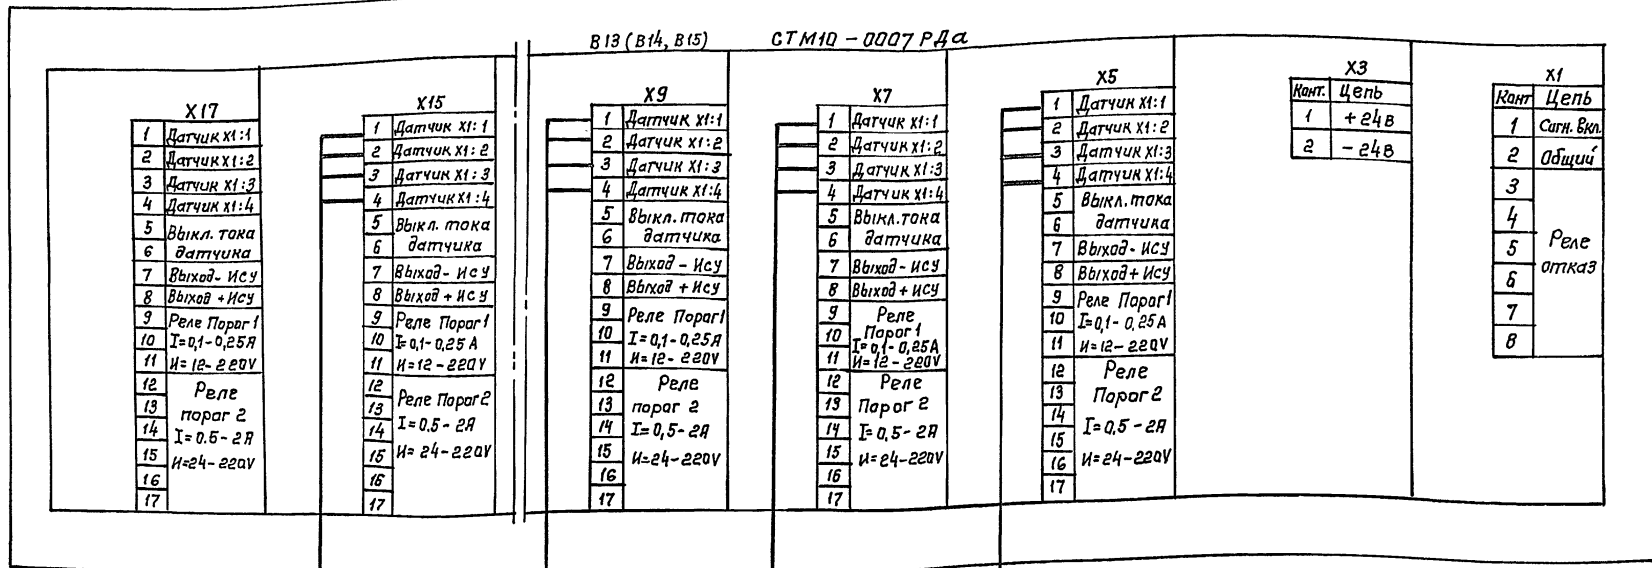 В13 (В14, В15) СТМ10-0007 РДа
Х17
1 Датчик Х1:1
2 Датчик Х1:2
3 Датчик Х1:3
4 Датчик Х1:4
5 Выкл. тока
6 датчика
7 Выход- Ису
8 Выход + Ису
9 Реле Порог 1
10 I=0,1-0,25А
11 И=12-220V
12 Реле
13 порог 2
14 I=0.5-2А
15 И=24-220V
16
17
Х15
1 Датчик Х1:1
2 Датчик Х1:2
3 Датчик Х1:3
4 Датчик Х1:4
5 Выкл. тока
6 датчика
7 Выход- Ису
8 Выход + Ису
9 Реле Порог 1
10 I=0,1-0,25А
11 И=12-220V
12
13 Реле Порог 2
14 I=0.5-2А
15 И=24-220V
16
17
Х9
1 Датчик Х1:1
2 Датчик Х1:2
3 Датчик Х1:3
4 Датчик Х1:4
5 Выкл. тока
6 датчика
7 Выход - Ису
8 Выход + Ису
9 Реле Порог 1
10 I=0,1-0,25А
11 И=12-220V
12 Реле
13 порог 2
14 I=0,5-2А
15 И=24-220V
16
17
Х7
1 Датчик Х1:1
2 Датчик Х1:2
3 Датчик Х1:3
4 Датчик Х1:4
5 Выкл. тока
6 датчика
7 Выход - Ису
8 Выход + Ису
9 Реле
10 Порог 1
I=0,1-0,25А
11 И=12-220V
12 Реле
13 Порог 2
14 I=0,5-2А
15 И=24-220V
16
17
Х5
1 Датчик Х1:1
2 Датчик Х1:2
3 Датчик Х1:3
4 Датчик Х1:4
5 Выкл. тока
6 датчика
7 Выход - Ису
8 Выход + Ису
9 Реле Порог 1
10 I=0,1-0,25А
11 И=12-220V
12 Реле
13 Порог 2
14 I=0,5-2А
15
16 И=24-220V
17
Х3
Конт. Цепь
1 +24В
2 -24В
Х1
Конт Цепь
1 Сигн. Вкл.
2 Общий
3
4
5 Реле
6 отказ
7
8